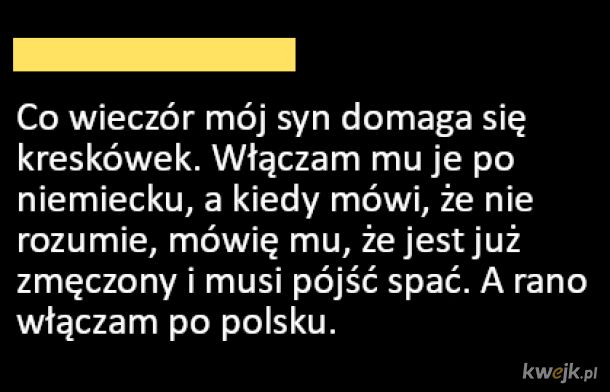 Co wieczór mój syn domaga się
kreskówek. Włączam mu je po
niemiecku, a kiedy mówi, że nie
rozumie, mówię mu, że jest już
zmęczony i musi pójść spać. A rano
włączam po polsku.
kwejk.pl